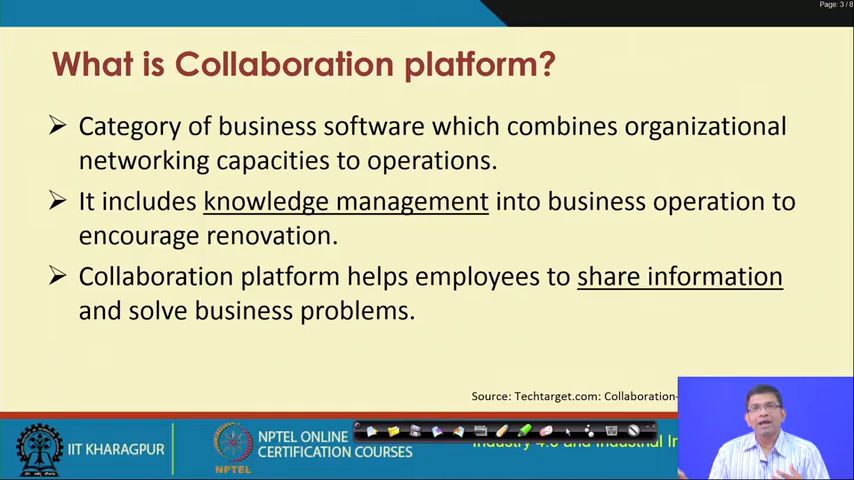 Page: 3 / 8
What is Collaboration platform?
➢ Category of business software which combines organizational
networking capacities to operations.
➢ It includes knowledge management into business operation to
encourage renovation.
➢ Collaboration platform helps employees to share information
and solve business problems.
Source: Techtarget.com: Collaboration-
IIT KHARAGPUR
NPTEL
NPTEL ONLINE
CERTIFICATION COURSES
Industry 4.0 and Industrial In